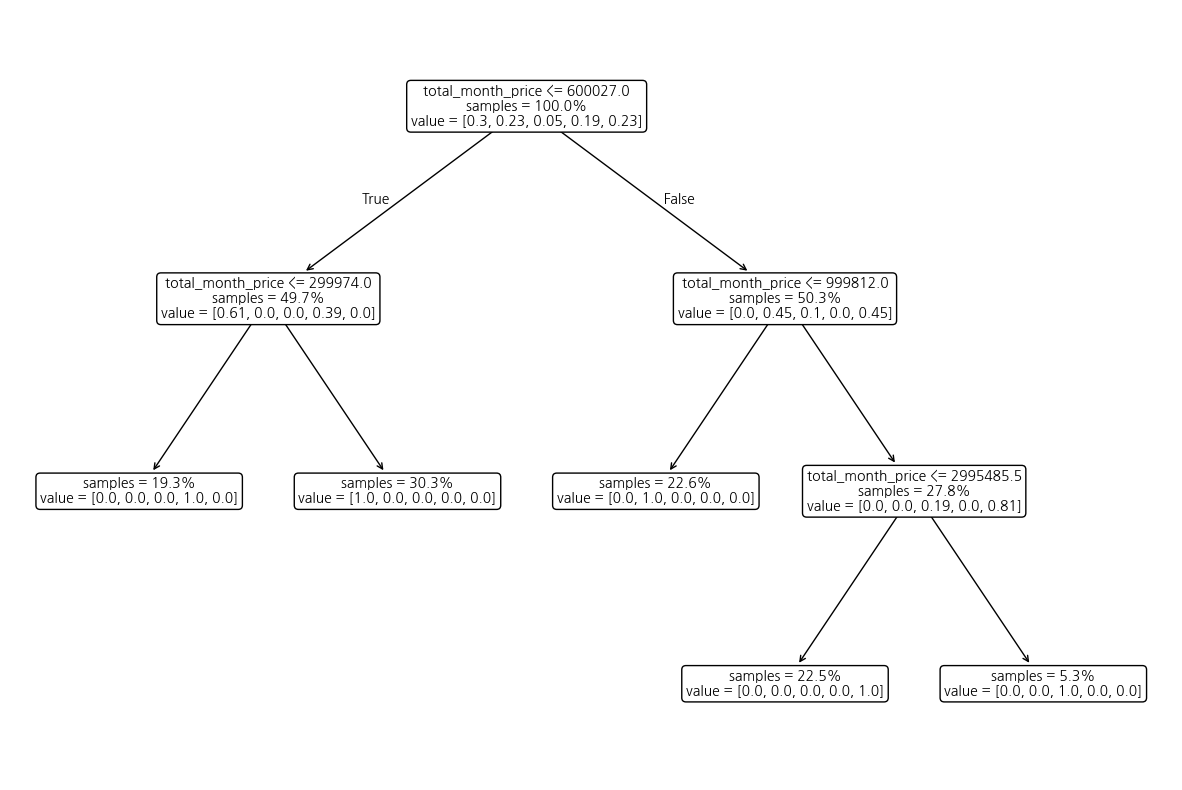 total_month_price <= 600027.0
samples = 100.0%
value = [0.3, 0.23, 0.05, 0.19, 0.23]
True
False
total_month_price <= 299974.0
samples = 49.7%
value = [0.61, 0.0, 0.0, 0.39, 0.0]
total_month_price <= 999812.0
samples = 50.3%
value = [0.0, 0.45, 0.1, 0.0, 0.45]
samples = 19.3%
value = [0.0, 0.0, 0.0, 1.0, 0.0]
samples = 30.3%
value = [1.0, 0.0, 0.0, 0.0, 0.0]
samples = 22.6%
value = [0.0, 1.0, 0.0, 0.0, 0.0]
total_month_price <= 2995485.5
samples = 27.8%
value = [0.0, 0.0, 0.19, 0.0, 0.81]
samples = 22.5%
value = [0.0, 0.0, 0.0, 0.0, 1.0]
samples = 5.3%
value = [0.0, 0.0, 1.0, 0.0, 0.0]